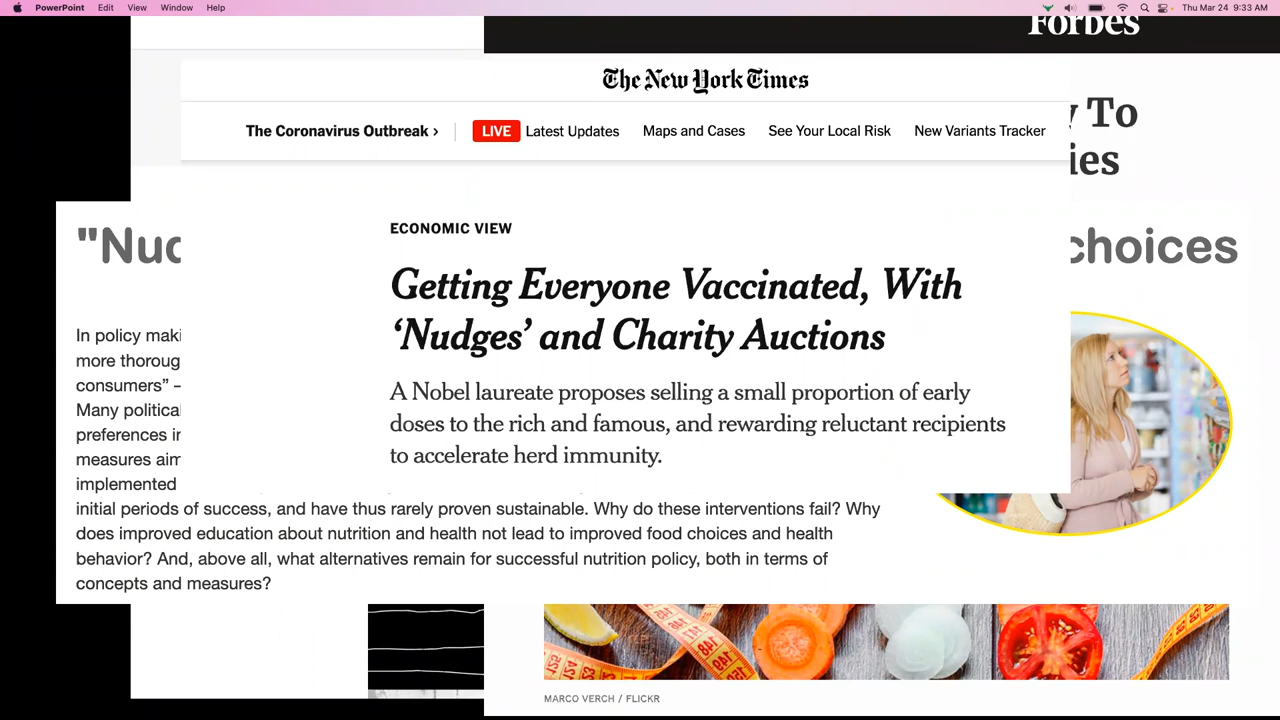 PowerPoint Edit View Window Help Thu Mar 24 9:33 AM
Forbes
The New York Times
The Coronavirus Outbreak › LIVE Latest Updates Maps and Cases See Your Local Risk New Variants Tracker
To
ECONOMIC VIEW
"Nud choices
Getting Everyone Vaccinated, With
‘Nudges’ and Charity Auctions
In policy maki
more thoroug
consumers” –
A Nobel laureate proposes selling a small proportion of early
Many political
doses to the rich and famous, and rewarding reluctant recipients
preferences in
to accelerate herd immunity.
measures aim
implemented
initial periods of success, and have thus rarely proven sustainable. Why do these interventions fail? Why
does improved education about nutrition and health not lead to improved food choices and health
behavior? And, above all, what alternatives remain for successful nutrition policy, both in terms of
concepts and measures?
MARCO VERCH / FLICKR